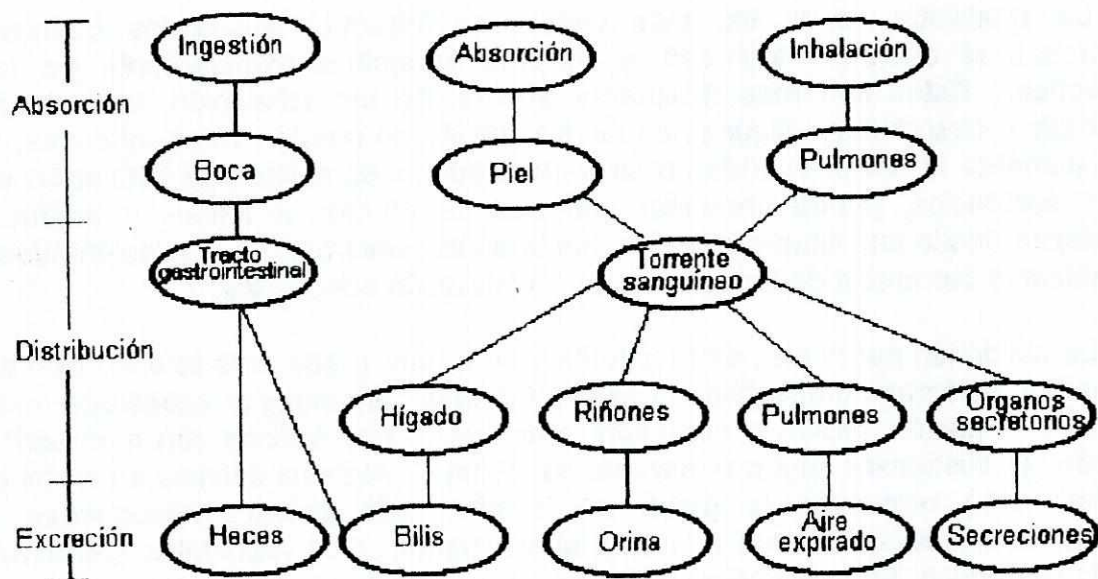 Ingestión
Absorción
Inhalación
Absorción
Boca
Piel
Pulmones
Tracto
gastrointestinal
Torrente
sanguíneo
Distribución
Hígado
Riñones
Pulmones
Organos
secretorios
Excreción
Heces
Bilis
Orina
Aire
expirado
Secreciones